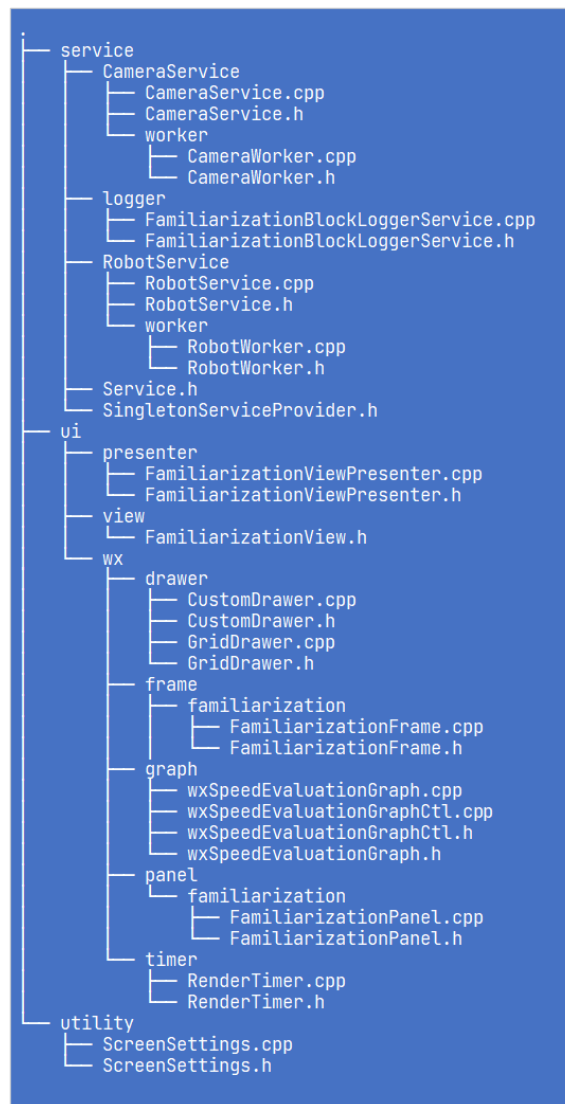 .
├── service
│   ├── CameraService
│   │   ├── CameraService.cpp
│   │   ├── CameraService.h
│   │   └── worker
│   │       ├── CameraWorker.cpp
│   │       └── CameraWorker.h
│   ├── logger
│   │   ├── FamiliarizationBlockLoggerService.cpp
│   │   └── FamiliarizationBlockLoggerService.h
│   ├── RobotService
│   │   ├── RobotService.cpp
│   │   ├── RobotService.h
│   │   └── worker
│   │       ├── RobotWorker.cpp
│   │       └── RobotWorker.h
│   ├── Service.h
│   └── SingletonServiceProvider.h
├── ui
│   ├── presenter
│   │   ├── FamiliarizationViewPresenter.cpp
│   │   └── FamiliarizationViewPresenter.h
│   ├── view
│   │   └── FamiliarizationView.h
│   └── wx
│       ├── drawer
│       │   ├── CustomDrawer.cpp
│       │   ├── CustomDrawer.h
│       │   ├── GridDrawer.cpp
│       │   └── GridDrawer.h
│       ├── frame
│       │   ├── familiarization
│       │   │   ├── FamiliarizationFrame.cpp
│       │   │   └── FamiliarizationFrame.h
│       ├── graph
│       │   ├── wxSpeedEvaluationGraph.cpp
│       │   ├── wxSpeedEvaluationGraphCtl.cpp
│       │   ├── wxSpeedEvaluationGraphCtl.h
│       │   └── wxSpeedEvaluationGraph.h
│       ├── panel
│       │   └── familiarization
│       │       ├── FamiliarizationPanel.cpp
│       │       └── FamiliarizationPanel.h
│       └── timer
│           ├── RenderTimer.cpp
│           └── RenderTimer.h
└── utility
    ├── ScreenSettings.cpp
    └── ScreenSettings.h